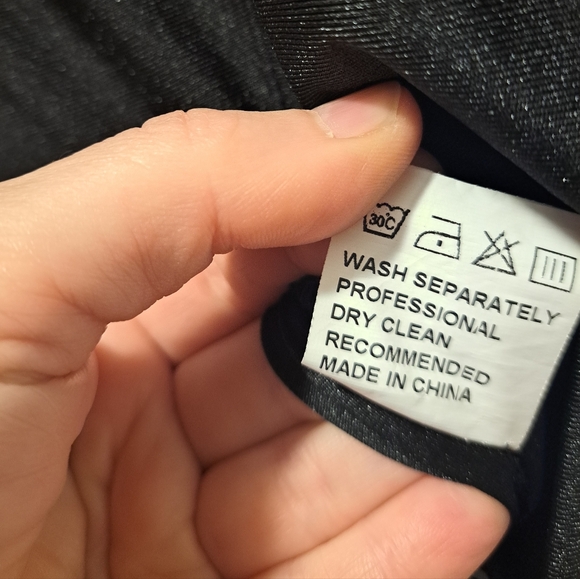 30°C
WASH SEPARATELY
PROFESSIONAL
DRY CLEAN
RECOMMENDED
MADE IN CHINA